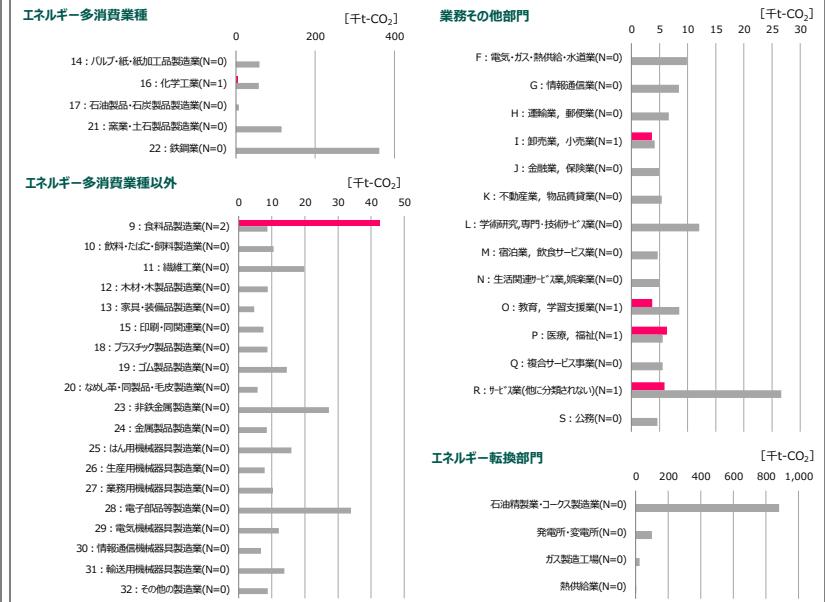 エネルギー多消費業種
［千t-CO₂］
0 200 400
14：パルプ・紙・紙加工品製造業(N=0)
16：化学工業(N=1)
17：石油製品・石炭製品製造業(N=0)
21：窯業・土石製品製造業(N=0)
22：鉄鋼業(N=0)
エネルギー多消費業種以外
［千t-CO₂］
0 10 20 30 40 50
9：食料品製造業(N=2)
10：飲料・たばこ・飼料製造業(N=0)
11：繊維工業(N=0)
12：木材・木製品製造業(N=0)
13：家具・装備品製造業(N=0)
15：印刷・同関連業(N=0)
18：プラスチック製品製造業(N=0)
19：ゴム製品製造業(N=0)
20：なめし革・同製品・毛皮製造業(N=0)
23：非鉄金属製造業(N=0)
24：金属製品製造業(N=0)
25：はん用機械器具製造業(N=0)
26：生産用機械器具製造業(N=0)
27：業務用機械器具製造業(N=0)
28：電子部品等製造業(N=0)
29：電気機械器具製造業(N=0)
30：情報通信機械器具製造業(N=0)
31：輸送用機械器具製造業(N=0)
32：その他の製造業(N=0)
業務その他部門
［千t-CO₂］
0 5 10 15 20 25 30
F：電気・ガス・熱供給・水道業(N=0)
G：情報通信業(N=0)
H：運輸業，郵便業(N=0)
I：卸売業，小売業(N=1)
J：金融業，保険業(N=0)
K：不動産業，物品賃貸業(N=0)
L：学術研究,専門・技術ｻｰﾋﾞｽ業(N=0)
M：宿泊業，飲食サービス業(N=0)
N：生活関連ｻｰﾋﾞｽ業,娯楽業(N=0)
O：教育，学習支援業(N=1)
P：医療，福祉(N=1)
Q：複合サービス事業(N=0)
R：ｻｰﾋﾞｽ業(他に分類されない)(N=1)
S：公務(N=0)
エネルギー転換部門
［千t-CO₂］
0 200 400 600 800 1,000
石油精製業・コークス製造業(N=0)
発電所・変電所(N=0)
ガス製造工場(N=0)
熱供給業(N=0)